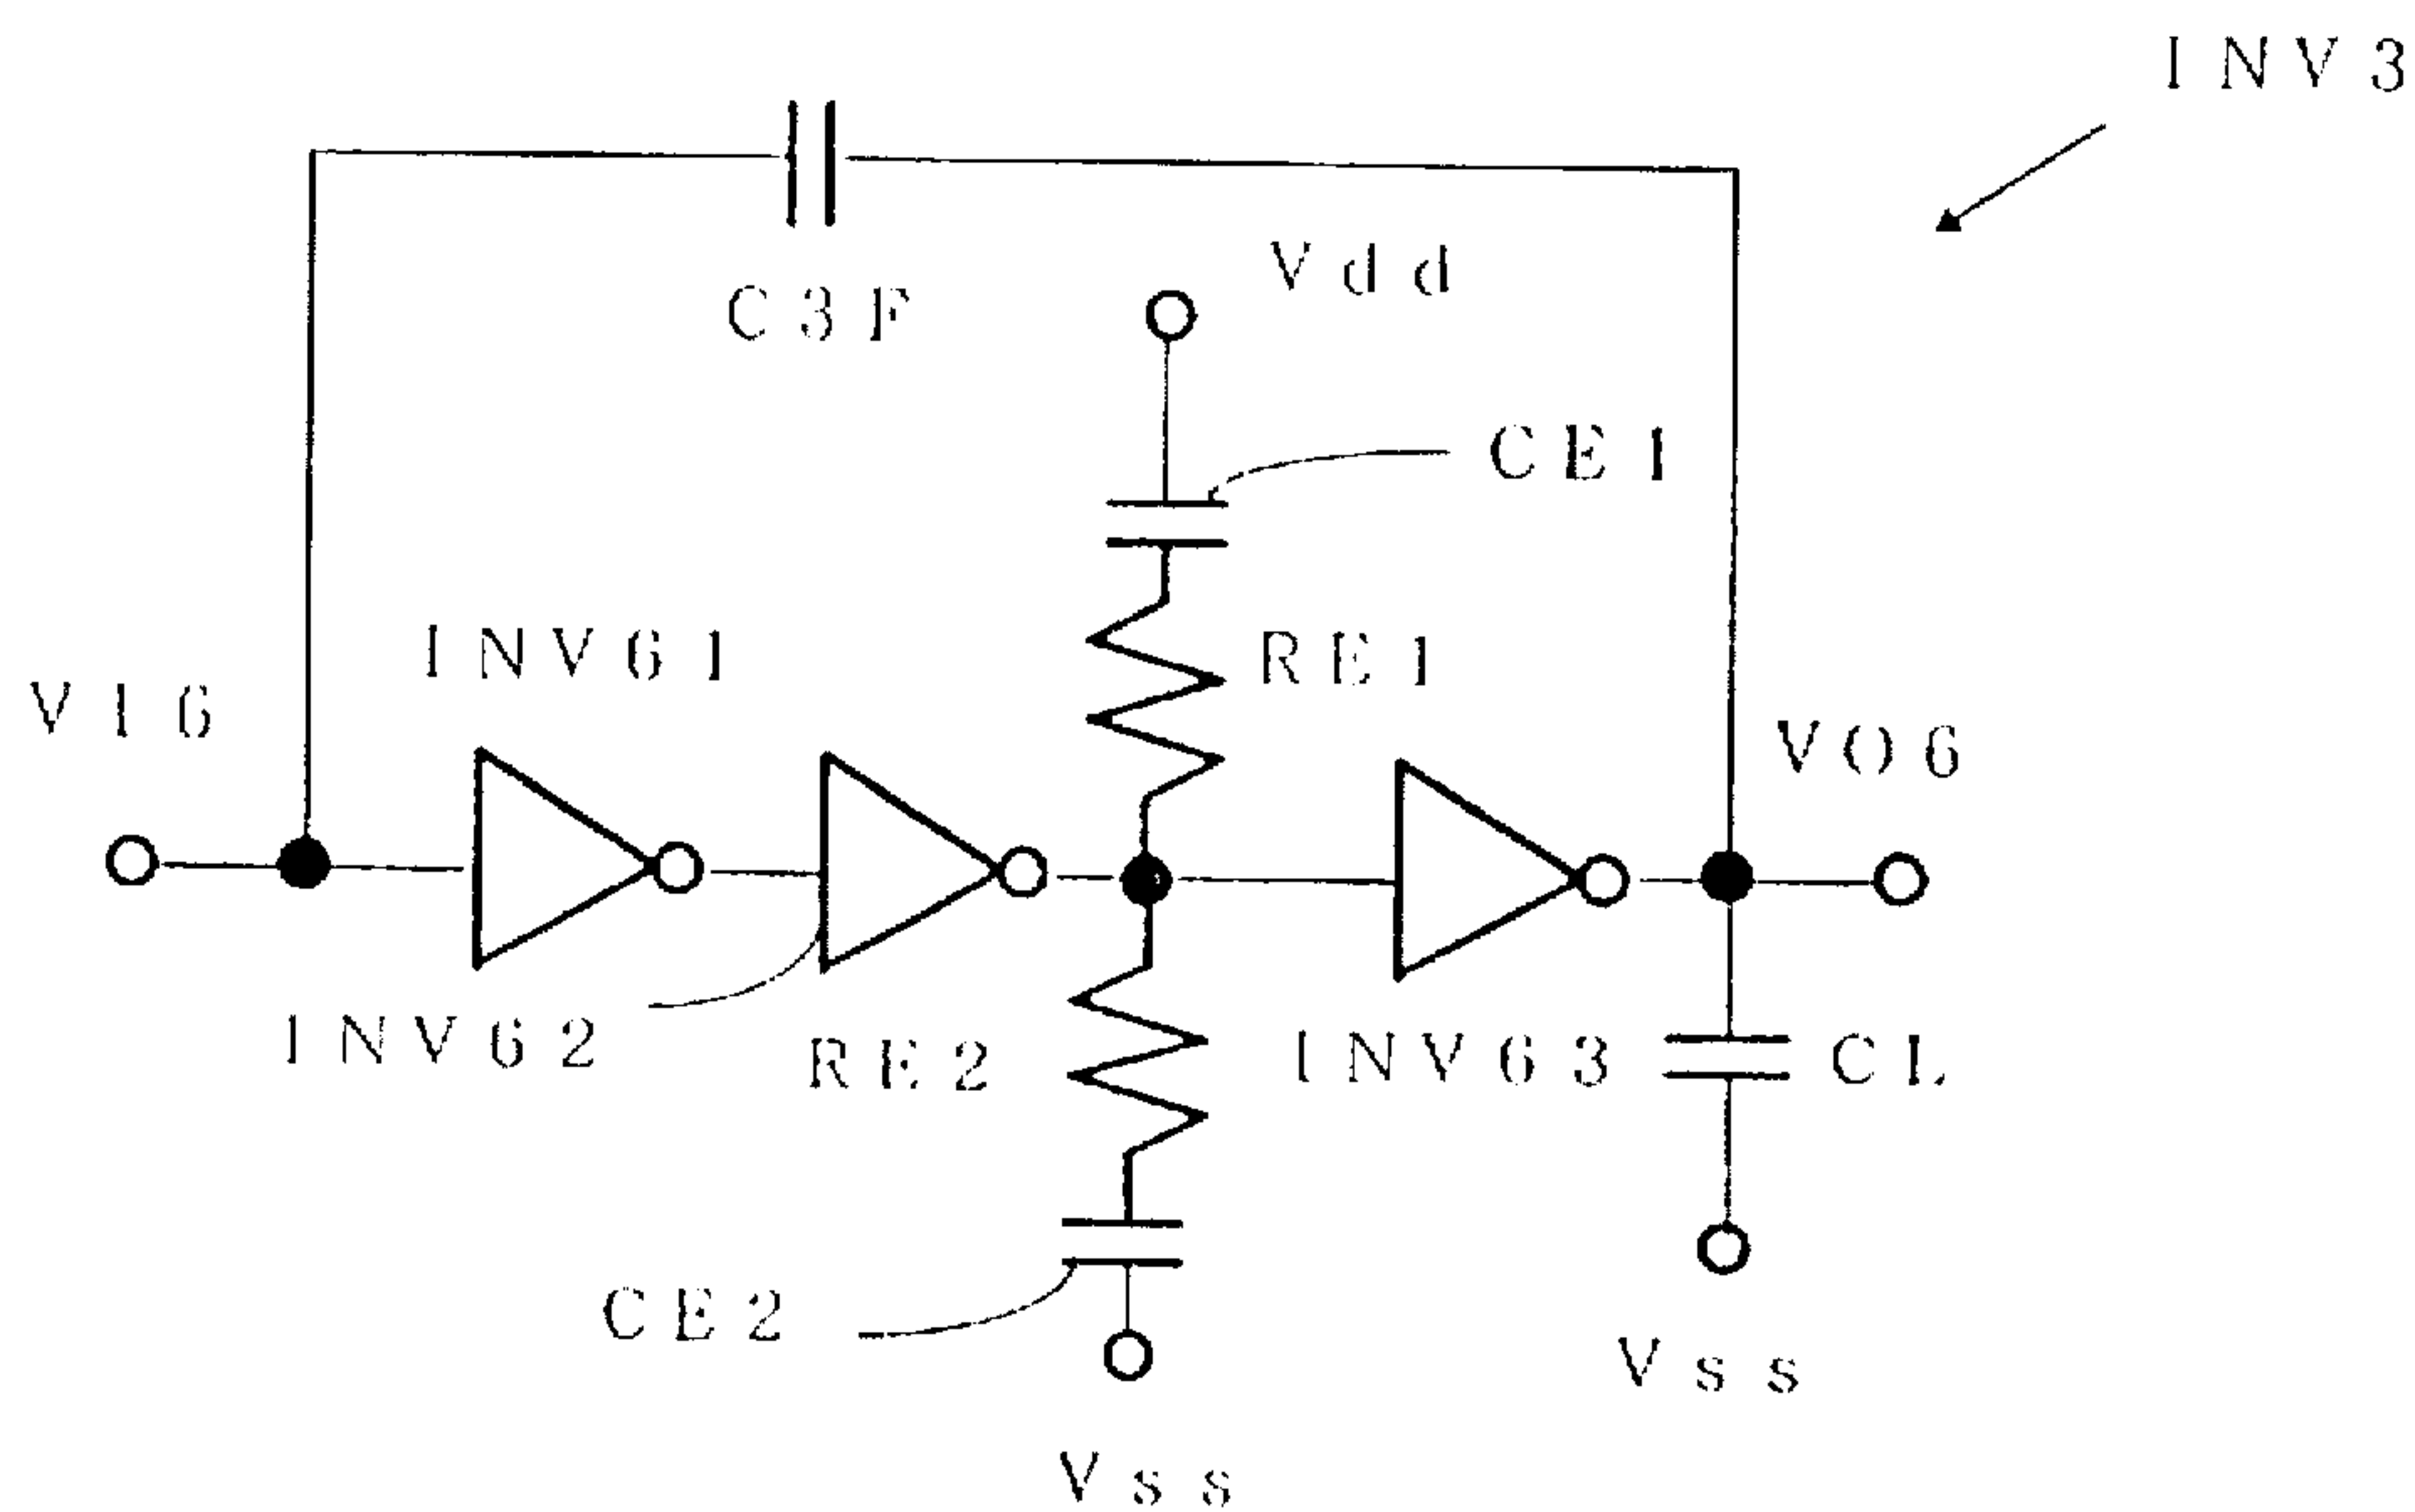 INV3
Vdd
C3F
CE1
INV61
RE1
VI6
VO6
INV62
RE2
INV63
CL
CE2
Vss
Vss